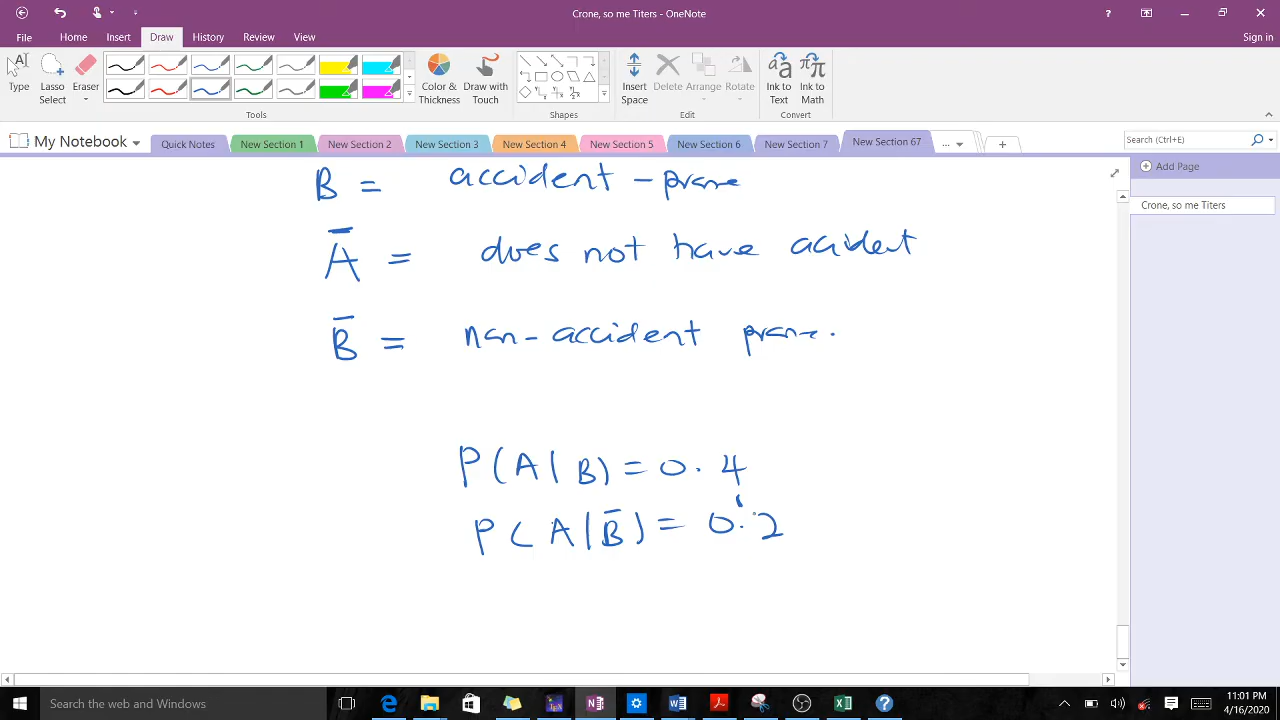 Crone, so me Titers - OneNote
File Home Insert Draw History Review View Sign in
Type Lasso Select Eraser Color & Thickness Draw with Touch Insert Space Delete Arrange Rotate Ink to Text Ink to Math
Tools Shapes Edit Convert
My Notebook Quick Notes New Section 1 New Section 2 New Section 3 New Section 4 New Section 5 New Section 6 New Section 7 New Section 67 ... + Search (Ctrl+E)
Add Page
Crone, so me Titers
B = accident - prone
A̅ = does not have acident
B̅ = non-accident prone.
P(A|B) = 0.4
P(A|B̅) = 0.2
Search the web and Windows
11:01 PM
4/16/2020